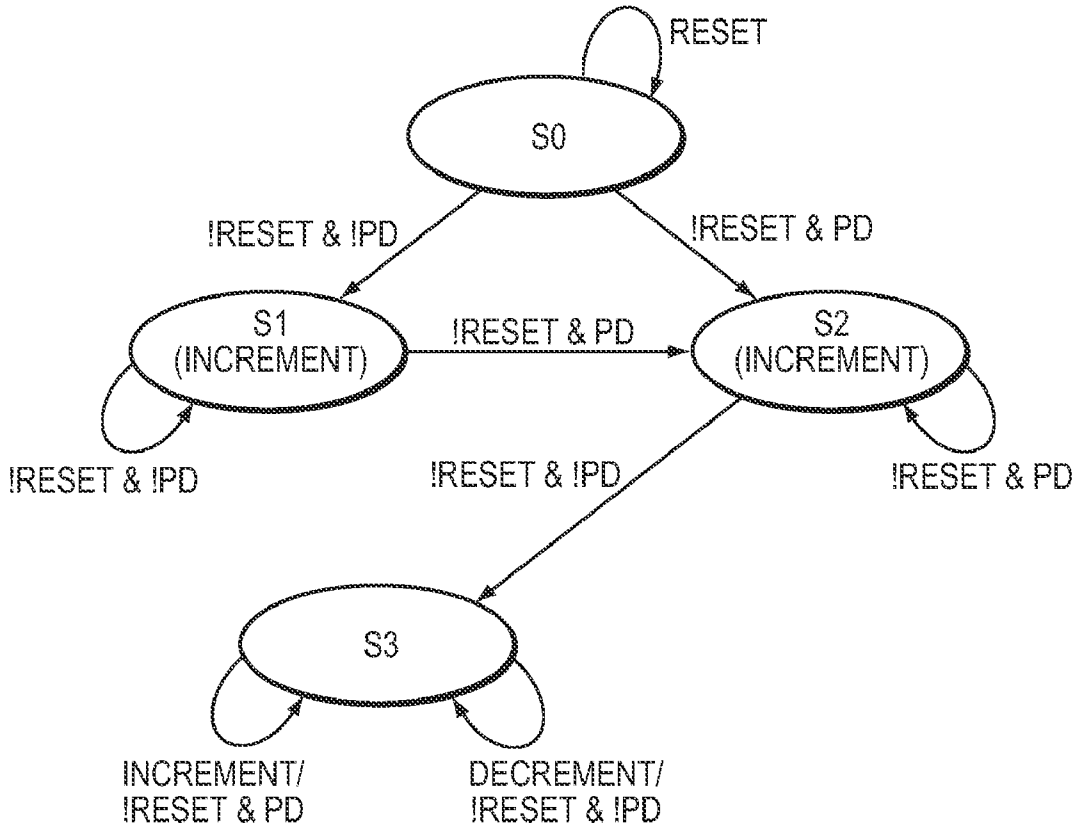 RESET
S0
!RESET & !PD
!RESET & PD
S1
(INCREMENT)
!RESET & PD
S2
(INCREMENT)
!RESET & !PD
!RESET & !PD
!RESET & PD
S3
INCREMENT/
!RESET & PD
DECREMENT/
!RESET & !PD